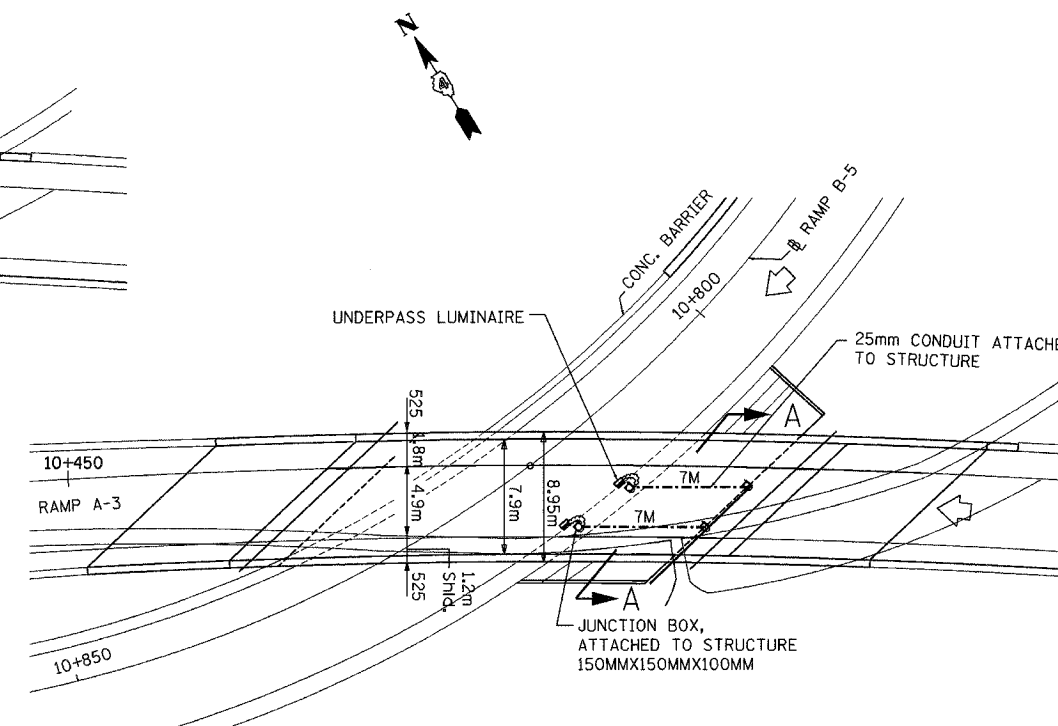 N
4
CONC. BARRIER
RAMP B-5
10+800
UNDERPASS LUMINAIRE
25mm CONDUIT ATTACHE
TO STRUCTURE
A
525
1.8m
10+450
RAMP A-3
4.9m
7.9m
8.95m
7M
7M
1.2m
Shld.
525
A
JUNCTION BOX,
ATTACHED TO STRUCTURE
150MMX150MMX100MM
10+850